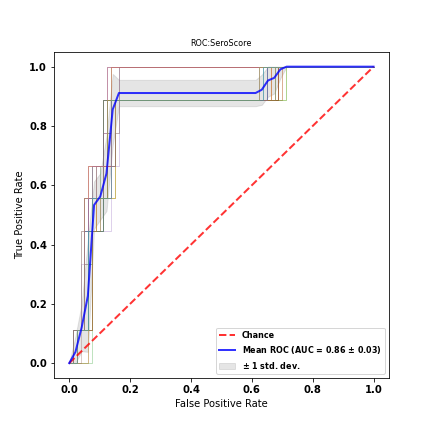 ROC:SeroScore
1.0
0.8
0.6
0.4
0.2
0.0
True Positive Rate
0.0 0.2 0.4 0.6 0.8 1.0
False Positive Rate
Chance
Mean ROC (AUC = 0.86 ± 0.03)
± 1 std. dev.